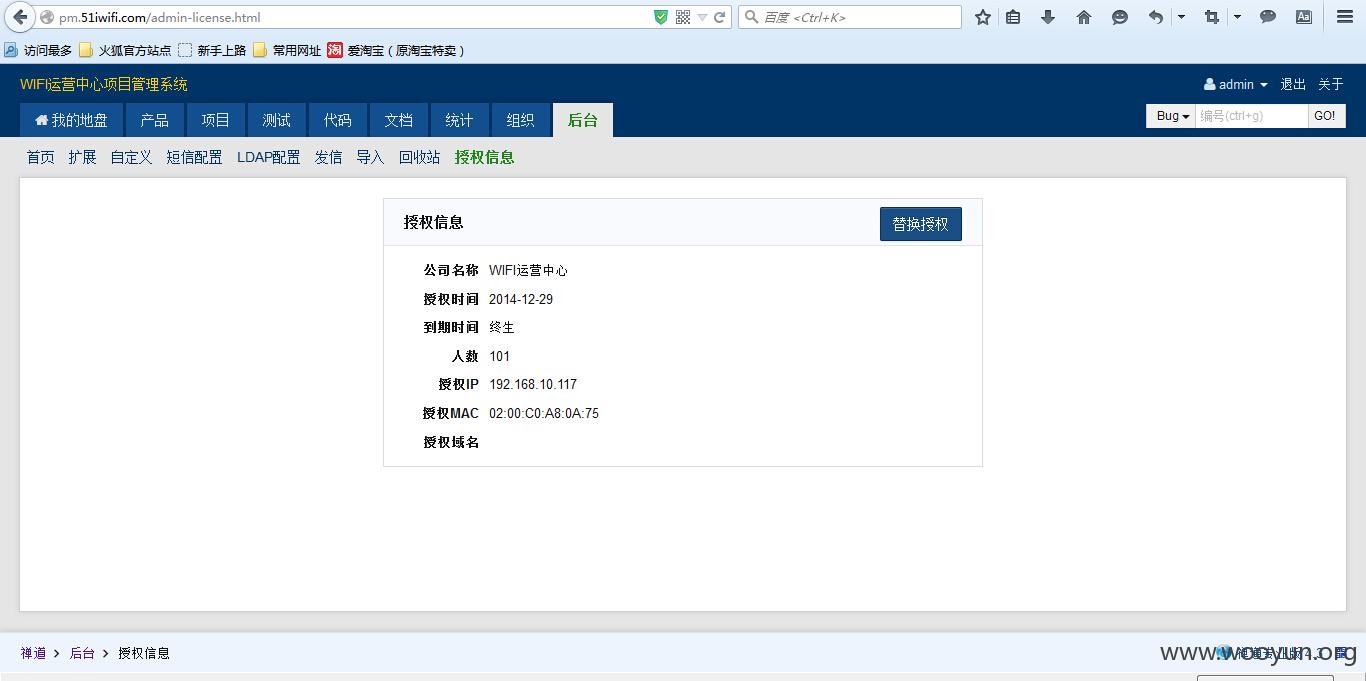 pm.51iwifi.com/admin-license.html 百度 <Ctrl+K>
访问最多 火狐官方站点 新手上路 常用网址 淘 爱淘宝（原淘宝特卖）
WIFI运营中心项目管理系统 admin 退出 关于
我的地盘 产品 项目 测试 代码 文档 统计 组织 后台 Bug 编号(ctrl+g) GO!
首页 扩展 自定义 短信配置 LDAP配置 发信 导入 回收站 授权信息
授权信息 替换授权
公司名称 WIFI运营中心
授权时间 2014-12-29
到期时间 终生
人数 101
授权IP 192.168.10.117
授权MAC 02:00:C0:A8:0A:75
授权域名
禅道 > 后台 > 授权信息 www.wooyun.org